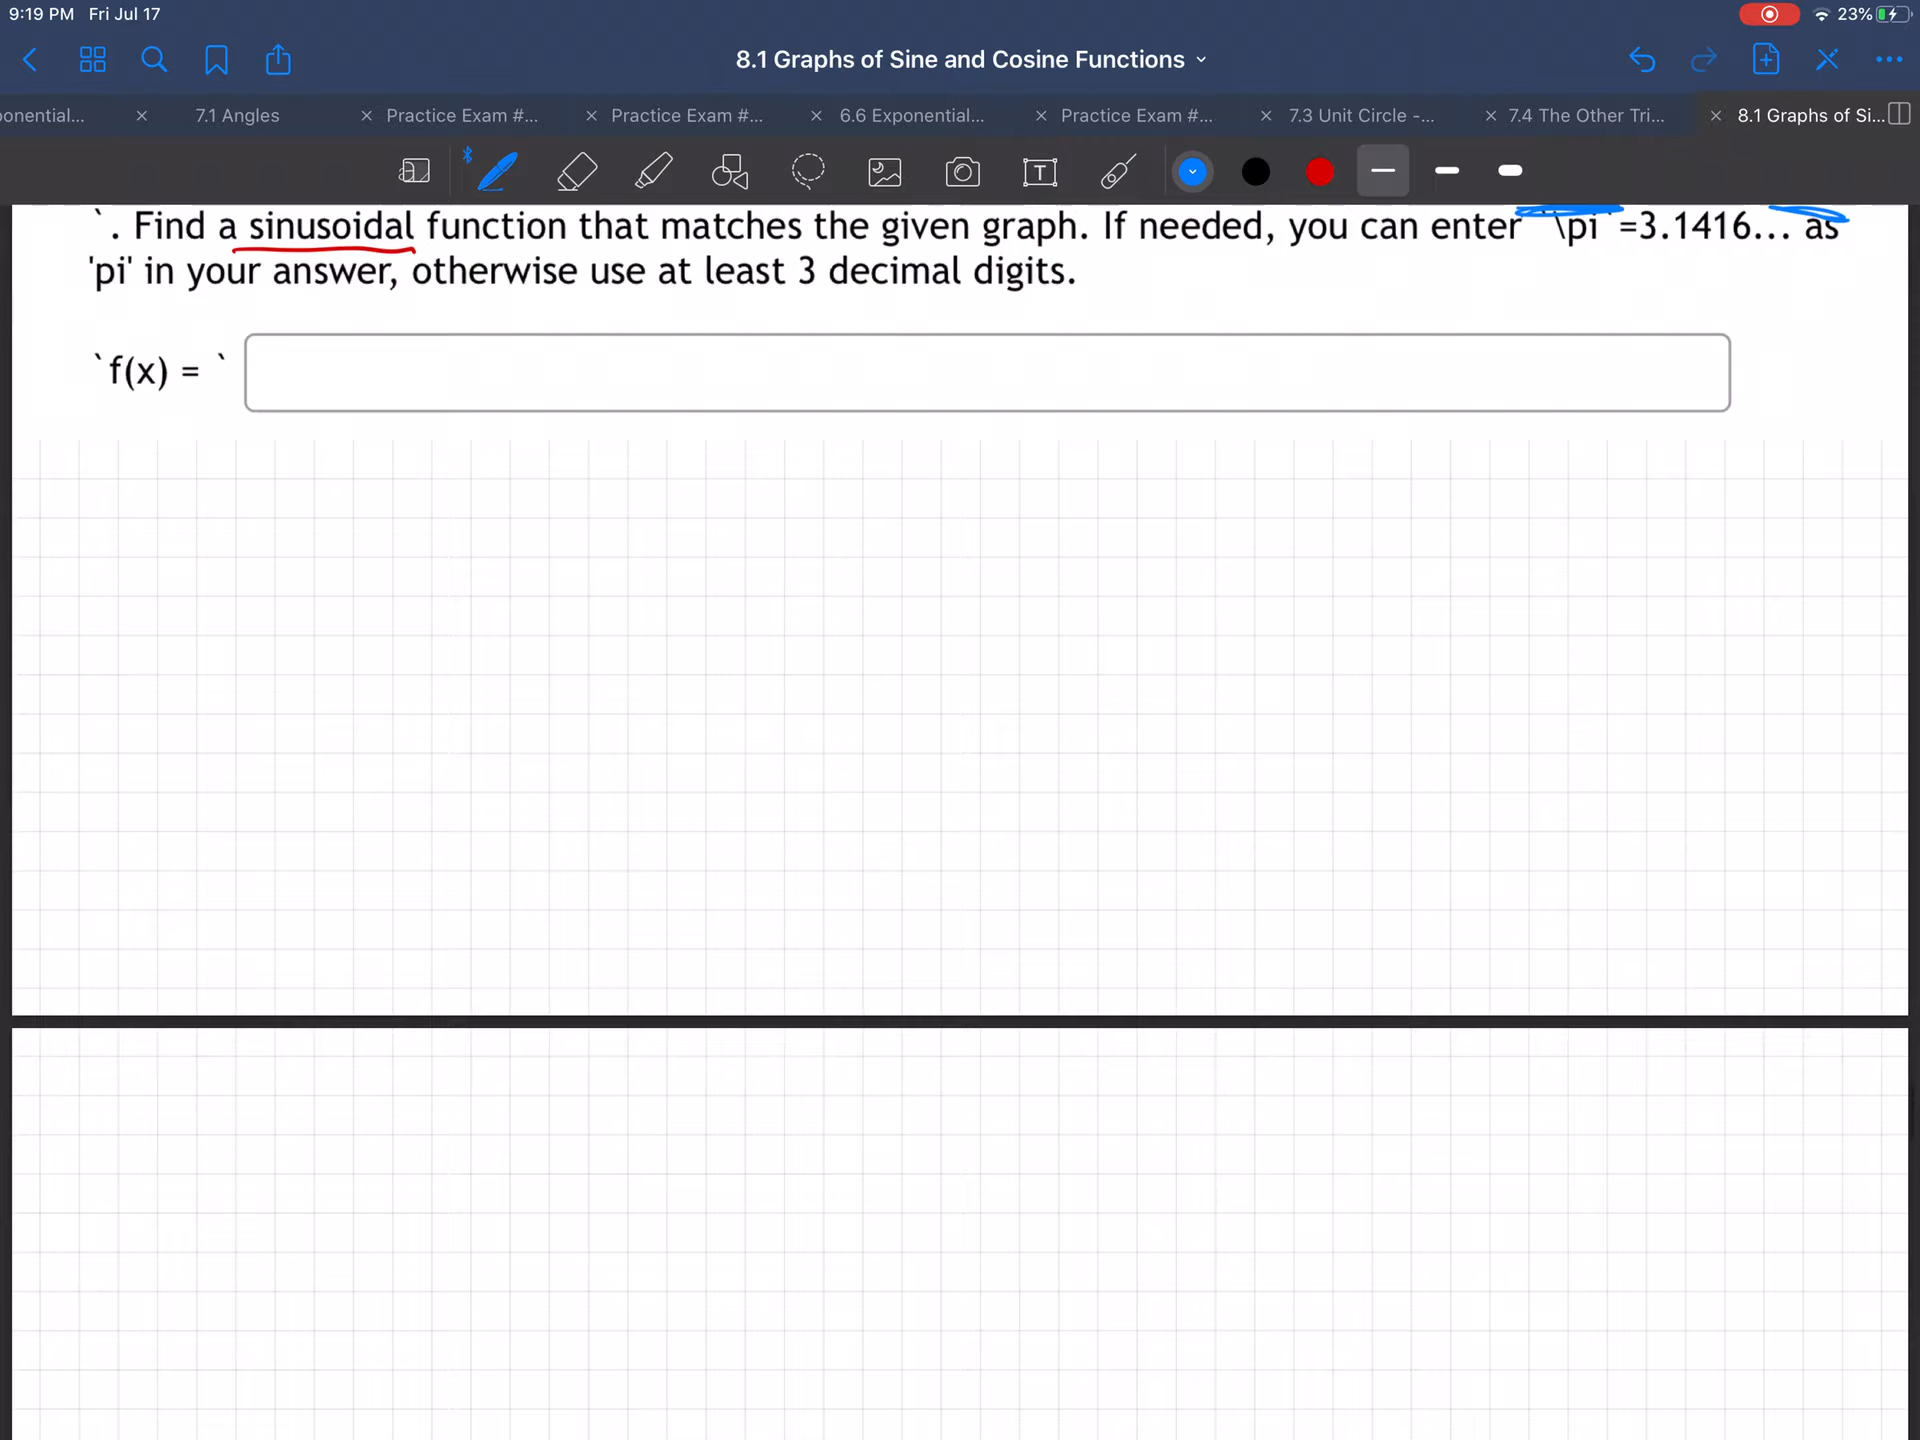 9:19 PM Fri Jul 17
23%
8.1 Graphs of Sine and Cosine Functions
onential...
7.1 Angles
Practice Exam #...
Practice Exam #...
6.6 Exponential...
Practice Exam #...
7.3 Unit Circle -...
7.4 The Other Tri...
8.1 Graphs of Si...
T
`. Find a sinusoidal function that matches the given graph. If needed, you can enter `\pi`=3.1416... as
'pi' in your answer, otherwise use at least 3 decimal digits.
`f(x) = `